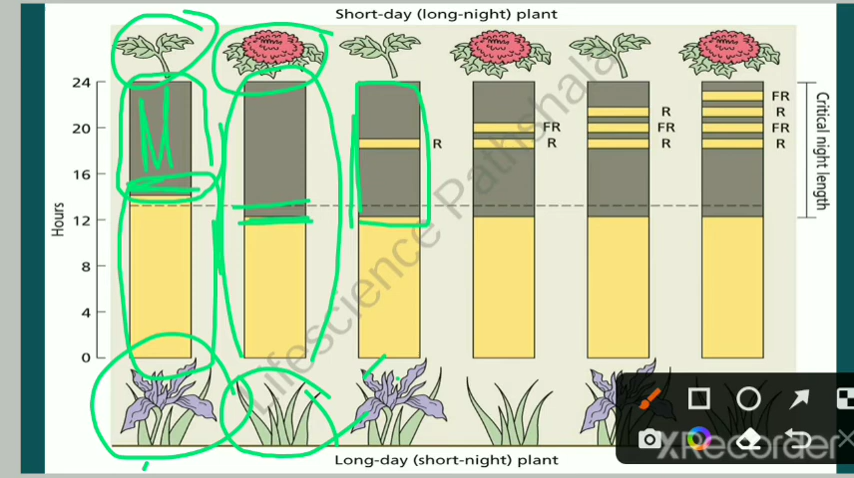 Short-day (long-night) plant
24
20
16
12
8
4
0
Hours
R
FR
R
R
FR
R
FR
R
FR
R
Critical night length
Lifescience Pathshala
Long-day (short-night) plant
XRecorder